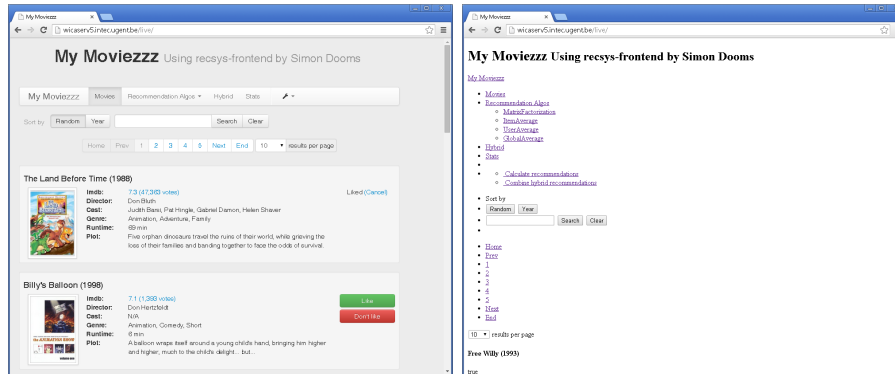 My Moviezzz
wicaserv5.intec.ugent.be/live/
My Moviezzz Using recsys-frontend by Simon Dooms
My Moviezzz Movies Recommendation Algos Hybrid Stats
Sort by Random Year Search Clear
Home Prev 1 2 3 4 5 Next End 10 results per page
The Land Before Time (1988)
Imdb: 7.3 (47,363 votes) Liked (Cancel)
Director: Don Bluth
Cast: Judith Barsi, Pat Hingle, Gabriel Damon, Helen Shaver
Genre: Animation, Adventure, Family
Runtime: 69 min
Plot: Five orphan dinosaurs travel the ruins of their world, while grieving the
loss of their families and banding together to face the odds of survival.
Billy's Balloon (1998)
Imdb: 7.1 (1,393 votes) Like
Director: Don Hertzfeldt
Cast: N/A Don't like
Genre: Animation, Comedy, Short
Runtime: 6 min
Plot: A balloon wraps itself around a young child's hand, bringing him higher
and higher, much to the child's delight... but...
My Moviezzz
wicaserv5.intec.ugent.be/live/
My Moviezzz Using recsys-frontend by Simon Dooms
My Moviezzz
Movies
Recommendation Algos
MatrixFactorization
ItemAverage
UserAverage
GlobalAverage
Hybrid
Stats
Calculate recommendations
Combine hybrid recommendations
Sort by
Random Year
Search Clear
Home
Prev
1
2
3
4
5
Next
End
10 results per page
Free Willy (1993)
true